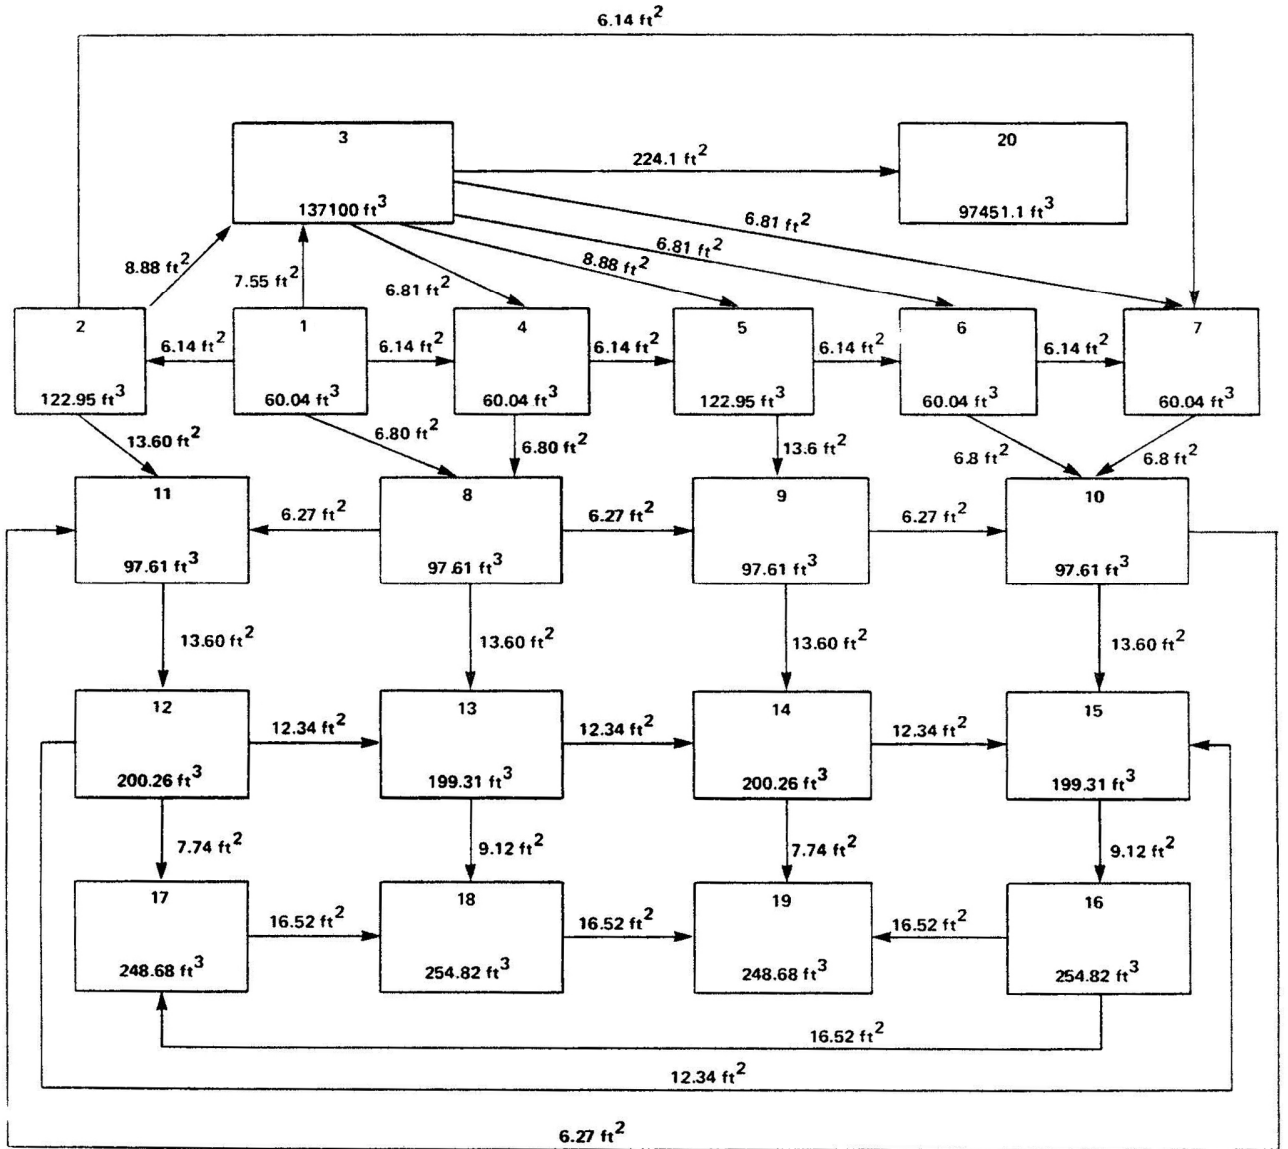 6.14 ft²
3
137100 ft³
224.1 ft²
20
97451.1 ft³
6.81 ft²
6.81 ft²
8.88 ft²
8.88 ft²
7.55 ft²
6.81 ft²
2
122.95 ft³
6.14 ft²
1
60.04 ft³
6.14 ft²
4
60.04 ft³
6.14 ft²
5
122.95 ft³
6.14 ft²
6
60.04 ft³
6.14 ft²
7
60.04 ft³
13.60 ft²
6.80 ft²
6.80 ft²
13.6 ft²
6.8 ft²
6.8 ft²
11
97.61 ft³
6.27 ft²
8
97.61 ft³
6.27 ft²
9
97.61 ft³
6.27 ft²
10
97.61 ft³
13.60 ft²
13.60 ft²
13.60 ft²
13.60 ft²
12
200.26 ft³
12.34 ft²
13
199.31 ft³
12.34 ft²
14
200.26 ft³
12.34 ft²
15
199.31 ft³
7.74 ft²
9.12 ft²
7.74 ft²
9.12 ft²
17
248.68 ft³
16.52 ft²
18
254.82 ft³
16.52 ft²
19
248.68 ft³
16.52 ft²
16
254.82 ft³
16.52 ft²
12.34 ft²
6.27 ft²